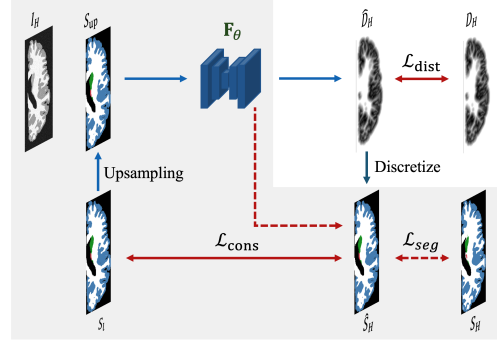 I_H
S_up
F_θ
D̂_H
D_H
ℒ_dist
Upsampling
Discretize
ℒ_cons
ℒ_seg
S_l
Ŝ_H
S_H